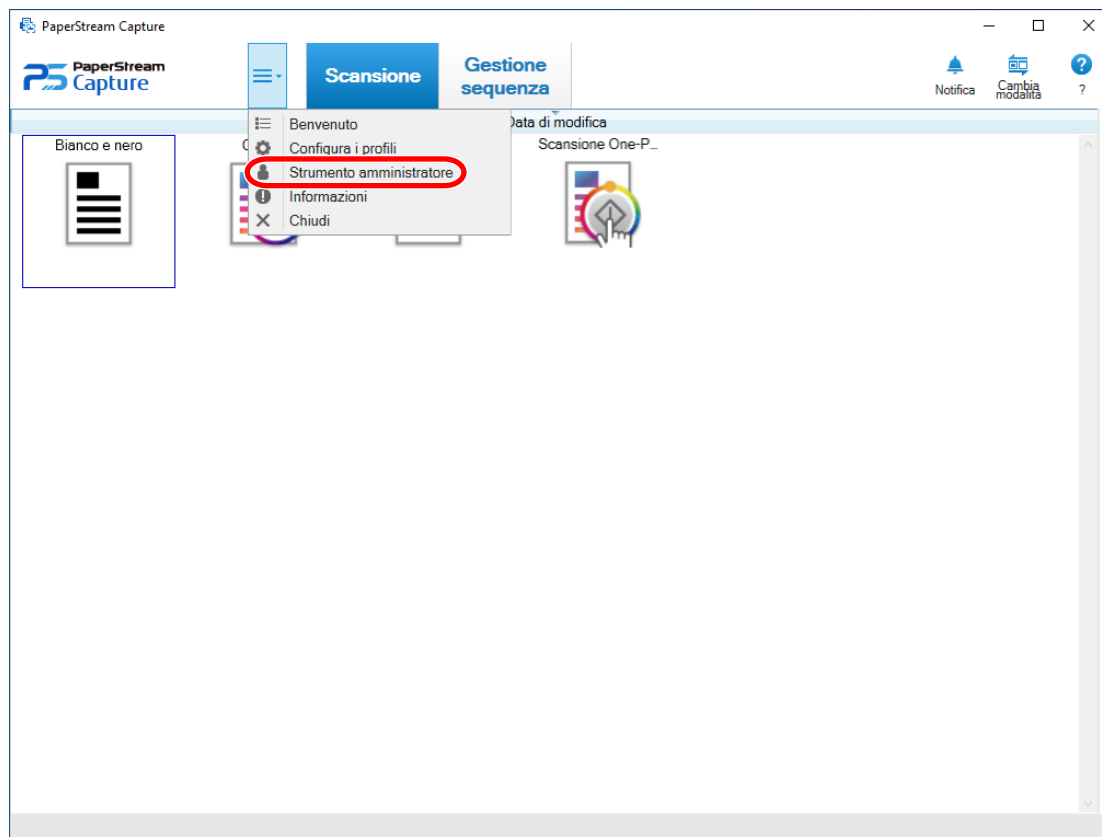 PaperStream Capture
PaperStream
Capture
Scansione
Gestione
sequenza
Notifica
Cambia
modalità
?
?
Data di modifica
Benvenuto
Configura i profili
Strumento amministratore
Informazioni
Chiudi
Bianco e nero
Scansione One-P...